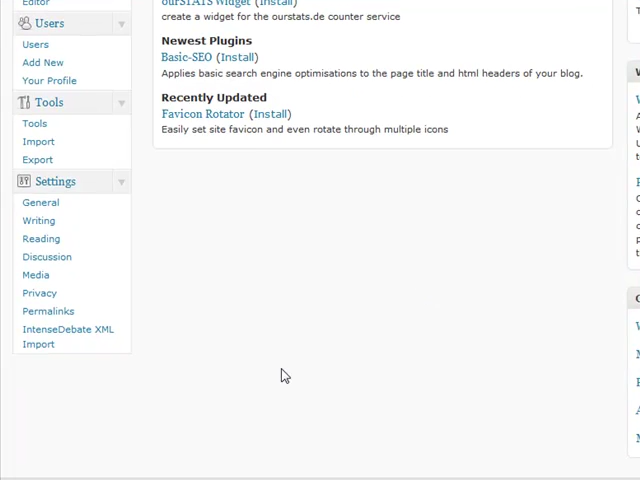 Editor
Users
Users
Add New
Your Profile
Tools
Tools
Import
Export
Settings
General
Writing
Reading
Discussion
Media
Privacy
Permalinks
IntenseDebate XML
Import
ourSTATS Widget (Install)
create a widget for the ourstats.de counter service
Newest Plugins
Basic-SEO (Install)
Applies basic search engine optimisations to the page title and html headers of your blog.
Recently Updated
Favicon Rotator (Install)
Easily set site favicon and even rotate through multiple icons